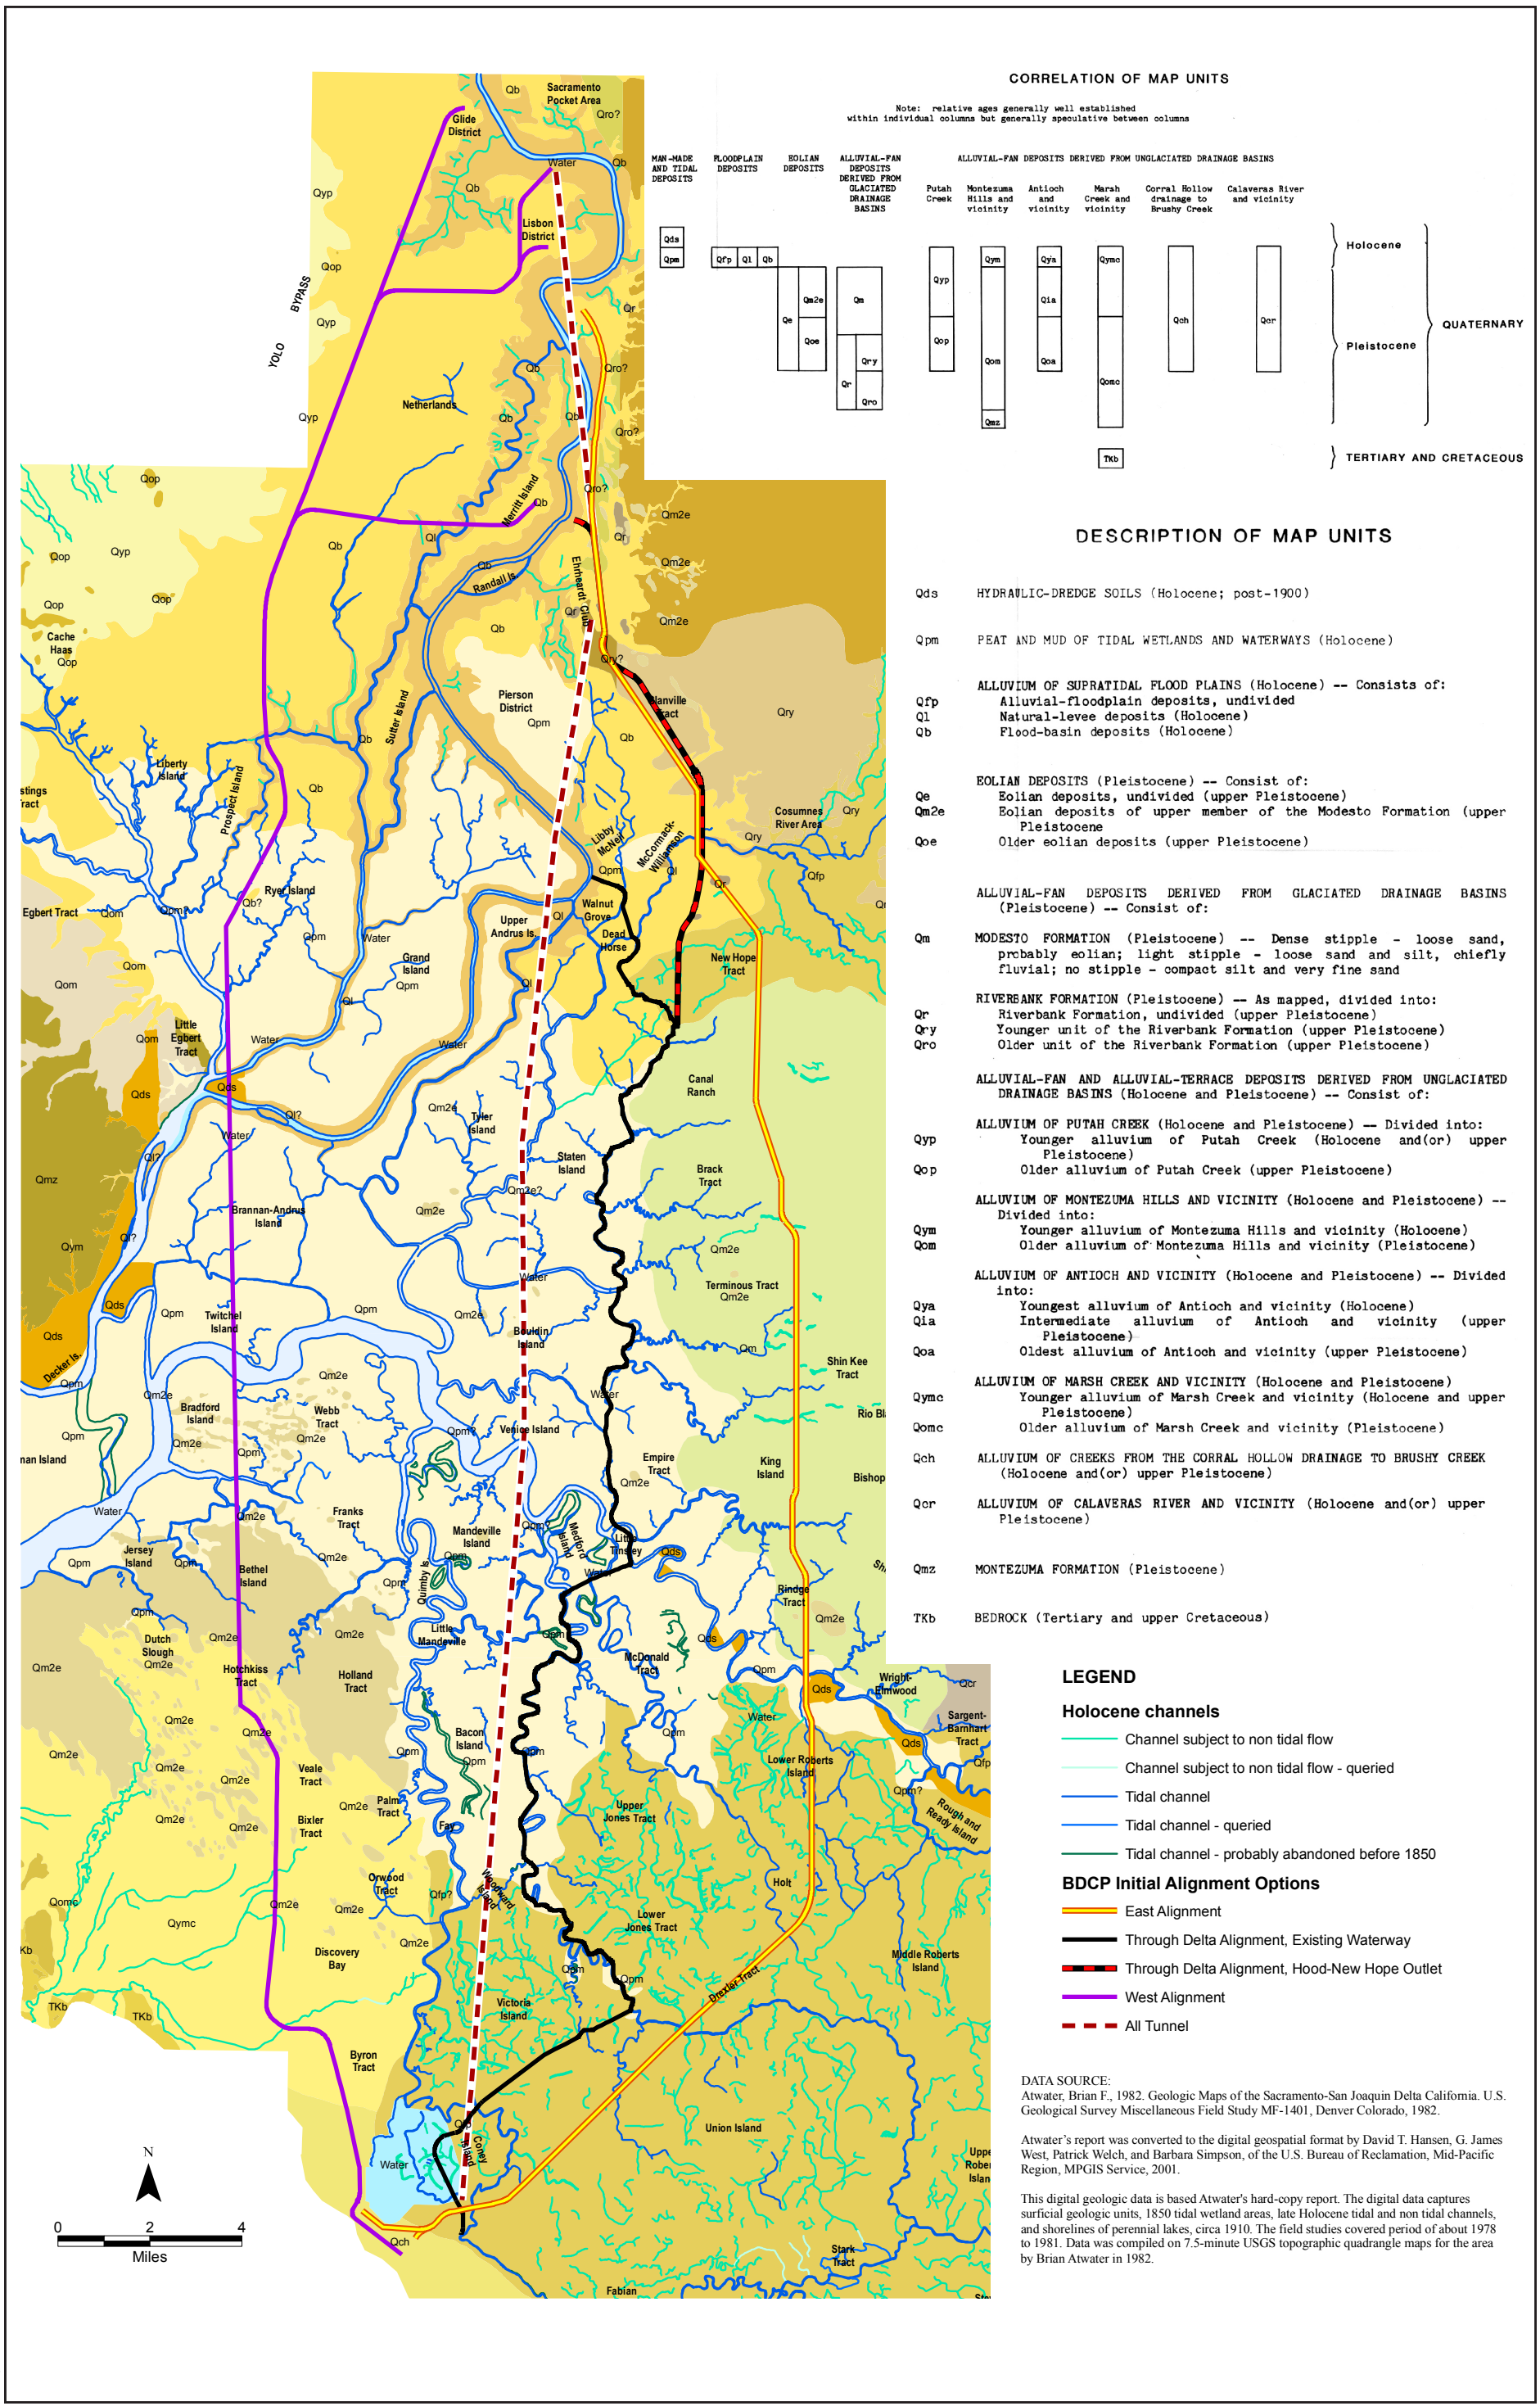 CORRELATION OF MAP UNITS
Note: relative ages generally well established
within individual columns but generally speculative between columns
MAN-MADE
AND TIDAL
DEPOSITS
FLOODPLAIN
DEPOSITS
EOLIAN
DEPOSITS
ALLUVIAL-FAN
DEPOSITS
DERIVED FROM
GLACIATED
DRAINAGE
BASINS
ALLUVIAL-FAN DEPOSITS DERIVED FROM UNGLACIATED DRAINAGE BASINS
Putah
Creek
Montezuma
Hills and
vicinity
Antioch
and
vicinity
Marsh
Creek and
vicinity
Corral Hollow
drainage to
Brushy Creek
Calaveras River
and vicinity
Qds
Qpm
Qfp
Ql
Qb
Qe
Qm2e
Qoe
Qm
Qr
Qry
Qro
Qyp
Qop
Qym
Qom
Qmz
Qya
Qia
Qoa
Qymc
Qomc
TKb
Qch
Qcr
Holocene
Pleistocene
QUATERNARY
TERTIARY AND CRETACEOUS
DESCRIPTION OF MAP UNITS
Qds HYDRAULIC-DREDGE SOILS (Holocene; post-1900)
Qpm PEAT AND MUD OF TIDAL WETLANDS AND WATERWAYS (Holocene)
ALLUVIUM OF SUPRATIDAL FLOOD PLAINS (Holocene) -- Consists of:
Qfp Alluvial-floodplain deposits, undivided
Ql Natural-levee deposits (Holocene)
Qb Flood-basin deposits (Holocene)
EOLIAN DEPOSITS (Pleistocene) -- Consist of:
Qe Eolian deposits, undivided (upper Pleistocene)
Qm2e Eolian deposits of upper member of the Modesto Formation (upper
Pleistocene
Qoe Older eolian deposits (upper Pleistocene)
ALLUVIAL-FAN DEPOSITS DERIVED FROM GLACIATED DRAINAGE BASINS
(Pleistocene) -- Consist of:
Qm MODESTO FORMATION (Pleistocene) -- Dense stipple - loose sand,
probably eolian; light stipple - loose sand and silt, chiefly
fluvial; no stipple - compact silt and very fine sand
RIVERBANK FORMATION (Pleistocene) -- As mapped, divided into:
Qr Riverbank Formation, undivided (upper Pleistocene)
Qry Younger unit of the Riverbank Formation (upper Pleistocene)
Qro Older unit of the Riverbank Formation (upper Pleistocene)
ALLUVIAL-FAN AND ALLUVIAL-TERRACE DEPOSITS DERIVED FROM UNGLACIATED
DRAINAGE BASINS (Holocene and Pleistocene) -- Consist of:
ALLUVIUM OF PUTAH CREEK (Holocene and Pleistocene) -- Divided into:
Qyp Younger alluvium of Putah Creek (Holocene and(or) upper
Pleistocene)
Qop Older alluvium of Putah Creek (upper Pleistocene)
ALLUVIUM OF MONTEZUMA HILLS AND VICINITY (Holocene and Pleistocene) --
Divided into:
Qym Younger alluvium of Montezuma Hills and vicinity (Holocene)
Qom Older alluvium of Montezuma Hills and vicinity (Pleistocene)
ALLUVIUM OF ANTIOCH AND VICINITY (Holocene and Pleistocene) -- Divided
into:
Qya Youngest alluvium of Antioch and vicinity (Holocene)
Qia Intermediate alluvium of Antioch and vicinity (upper
Pleistocene)
Qoa Oldest alluvium of Antioch and vicinity (upper Pleistocene)
ALLUVIUM OF MARSH CREEK AND VICINITY (Holocene and Pleistocene)
Qymc Younger alluvium of Marsh Creek and vicinity (Holocene and upper
Pleistocene)
Qomc Older alluvium of Marsh Creek and vicinity (Pleistocene)
Qch ALLUVIUM OF CREEKS FROM THE CORRAL HOLLOW DRAINAGE TO BRUSHY CREEK
(Holocene and(or) upper Pleistocene)
Qcr ALLUVIUM OF CALAVERAS RIVER AND VICINITY (Holocene and(or) upper
Pleistocene)
Qmz MONTEZUMA FORMATION (Pleistocene)
TKb BEDROCK (Tertiary and upper Cretaceous)
LEGEND
Holocene channels
Channel subject to non tidal flow
Channel subject to non tidal flow - queried
Tidal channel
Tidal channel - queried
Tidal channel - probably abandoned before 1850
BDCP Initial Alignment Options
East Alignment
Through Delta Alignment, Existing Waterway
Through Delta Alignment, Hood-New Hope Outlet
West Alignment
All Tunnel
DATA SOURCE:
Atwater, Brian F., 1982. Geologic Maps of the Sacramento-San Joaquin Delta California. U.S.
Geological Survey Miscellaneous Field Study MF-1401, Denver Colorado, 1982.
Atwater's report was converted to the digital geospatial format by David T. Hansen, G. James
West, Patrick Welch, and Barbara Simpson, of the U.S. Bureau of Reclamation, Mid-Pacific
Region, MPGIS Service, 2001.
This digital geologic data is based Atwater's hard-copy report. The digital data captures
surficial geologic units, 1850 tidal wetland areas, late Holocene tidal and non tidal channels,
and shorelines of perennial lakes, circa 1910. The field studies covered period of about 1978
to 1981. Data was compiled on 7.5-minute USGS topographic quadrangle maps for the area
by Brian Atwater in 1982.
Sacramento
Pocket Area
Glide
District
Lisbon
District
YOLO BYPASS
Netherlands
Merritt Island
Randall Is.
Ehrheardt Club
Cache
Haas
Pierson
District
Sutter Island
Liberty
Island
Prospect Island
Cosumnes
River Area
Libby
McNeil
McCormack-
Williamson
Ryer Island
Egbert Tract
Walnut
Grove
Upper
Andrus Is.
Dead
Horse
Grand
Island
New Hope
Tract
Little
Egbert
Tract
Canal
Ranch
Tyler
Island
Staten
Island
Brack
Tract
Brannan-Andrus
Island
Terminous Tract
Twitchel
Island
Bouldin
Island
Decker Is.
Shin Kee
Tract
Bradford
Island
Webb
Tract
Venice Island
Empire
Tract
King
Island
Bishop
Franks
Tract
Mandeville
Island
Medford
Island
Little
Tinsley
Jersey
Island
Bethel
Island
Quimby Is.
Rindge
Tract
Dutch
Slough
Little
Mandeville
McDonald
Tract
Hotchkiss
Tract
Holland
Tract
Wright-
Elmwood
Sargent-
Barnhart
Tract
Bacon
Island
Lower Roberts
Island
Veale
Tract
Palm
Tract
Bixler
Tract
Fay
Upper
Jones Tract
Rough and
Ready Island
Orwood
Tract
Woodward
Island
Holt
Lower
Jones Tract
Discovery
Bay
Middle Roberts
Island
Drexler Tract
Victoria
Island
Byron
Tract
Union Island
Coney
Island
Stark
Tract
Fabian
N
0 2 4
Miles